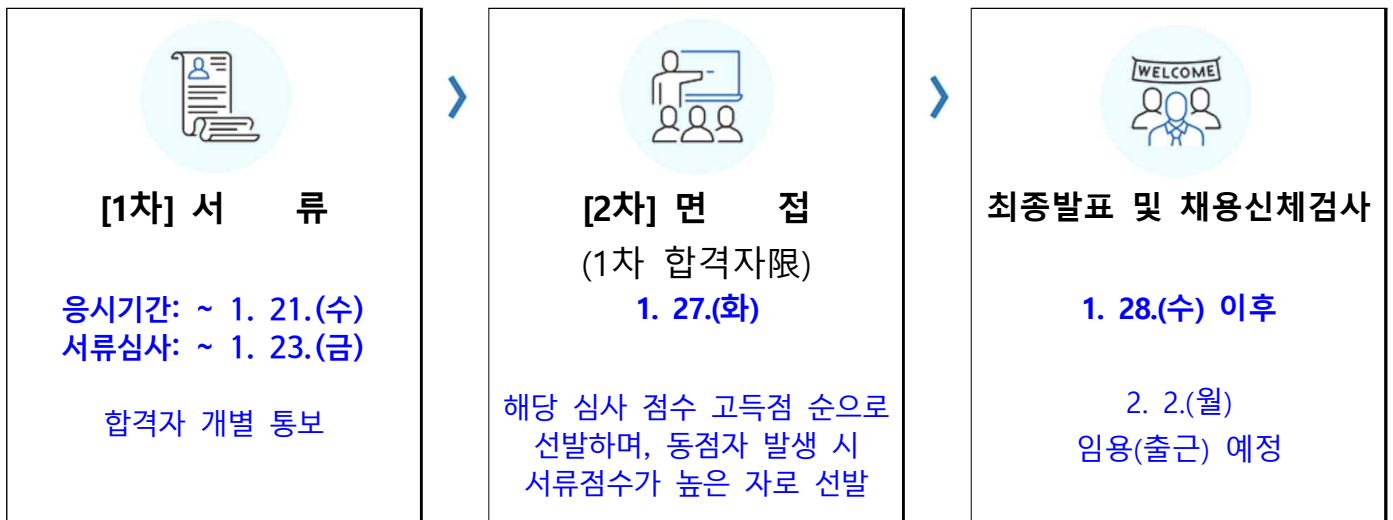 [1차] 서 류
응시기간: ~ 1. 21.(수)
서류심사: ~ 1. 23.(금)
합격자 개별 통보
[2차] 면 접
(1차 합격자限)
1. 27.(화)
해당 심사 점수 고득점 순으로
선발하며, 동점자 발생 시
서류점수가 높은 자로 선발
WELCOME
최종발표 및 채용신체검사
1. 28.(수) 이후
2. 2.(월)
임용(출근) 예정